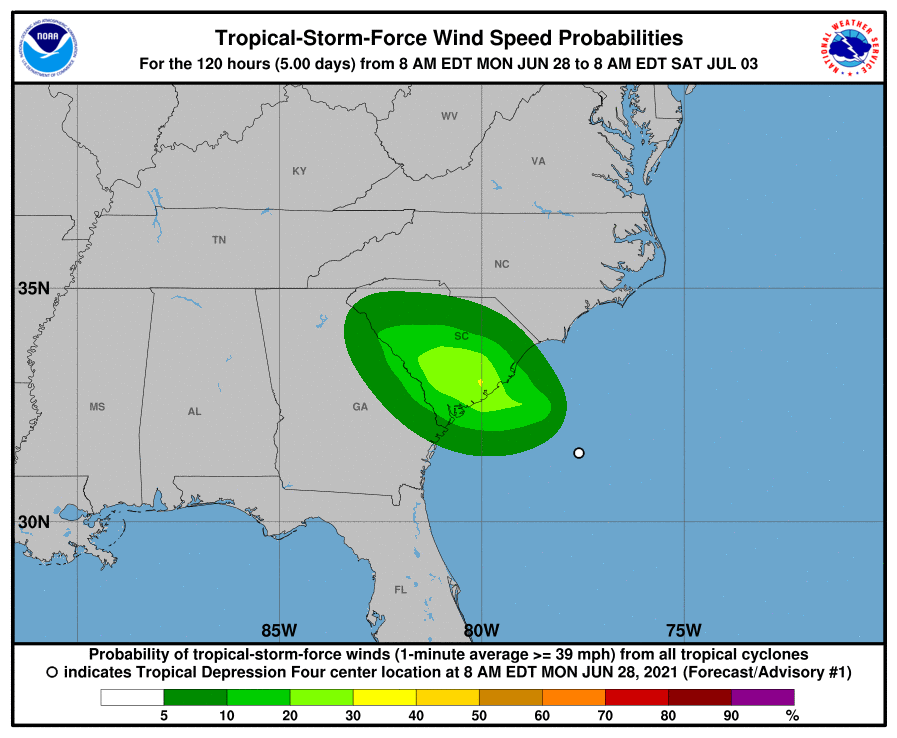 Tropical-Storm-Force Wind Speed Probabilities
For the 120 hours (5.00 days) from 8 AM EDT MON JUN 28 to 8 AM EDT SAT JUL 03
NOAA
NATIONAL WEATHER SERVICE
WV
VA
KY
TN
NC
35N
SC
MS
AL
GA
30N
FL
85W
80W
75W
Probability of tropical-storm-force winds (1-minute average >= 39 mph) from all tropical cyclones
indicates Tropical Depression Four center location at 8 AM EDT MON JUN 28, 2021 (Forecast/Advisory #1)
5 10 20 30 40 50 60 70 80 90 %